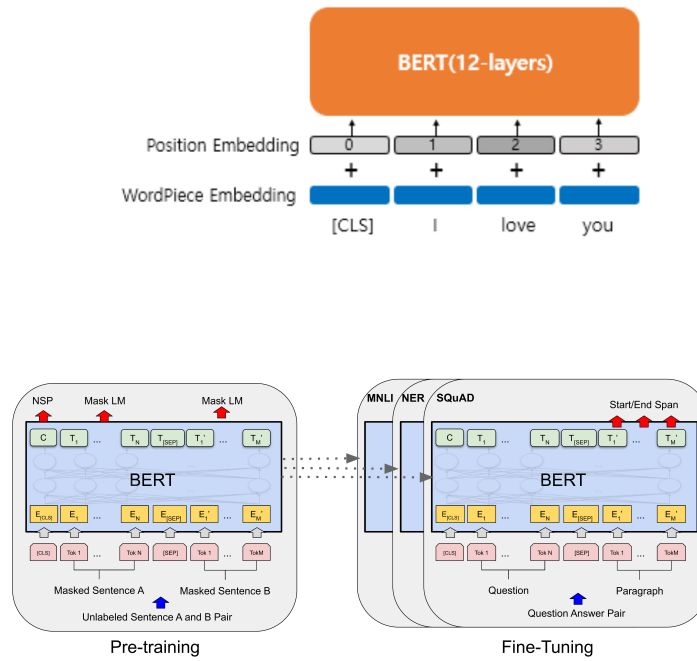 BERT(12-layers)
Position Embedding 0 1 2 3
+ + + +
WordPiece Embedding
[CLS] I love you
NSP Mask LM Mask LM
C T1 ... TN T[SEP] T1' ... TM'
BERT
E[CLS] E1 ... EN E[SEP] E1' ... EM'
[CLS] Tok 1 ... Tok N [SEP] Tok 1 ... TokM
Masked Sentence A Masked Sentence B
Unlabeled Sentence A and B Pair
Pre-training
MNLI NER SQuAD
Start/End Span
C T1 ... TN T[SEP] T1' ... TM'
BERT
E[CLS] E1 ... EN E[SEP] E1' ... EM'
[CLS] Tok 1 ... Tok N [SEP] Tok 1 ... TokM
Question Paragraph
Question Answer Pair
Fine-Tuning